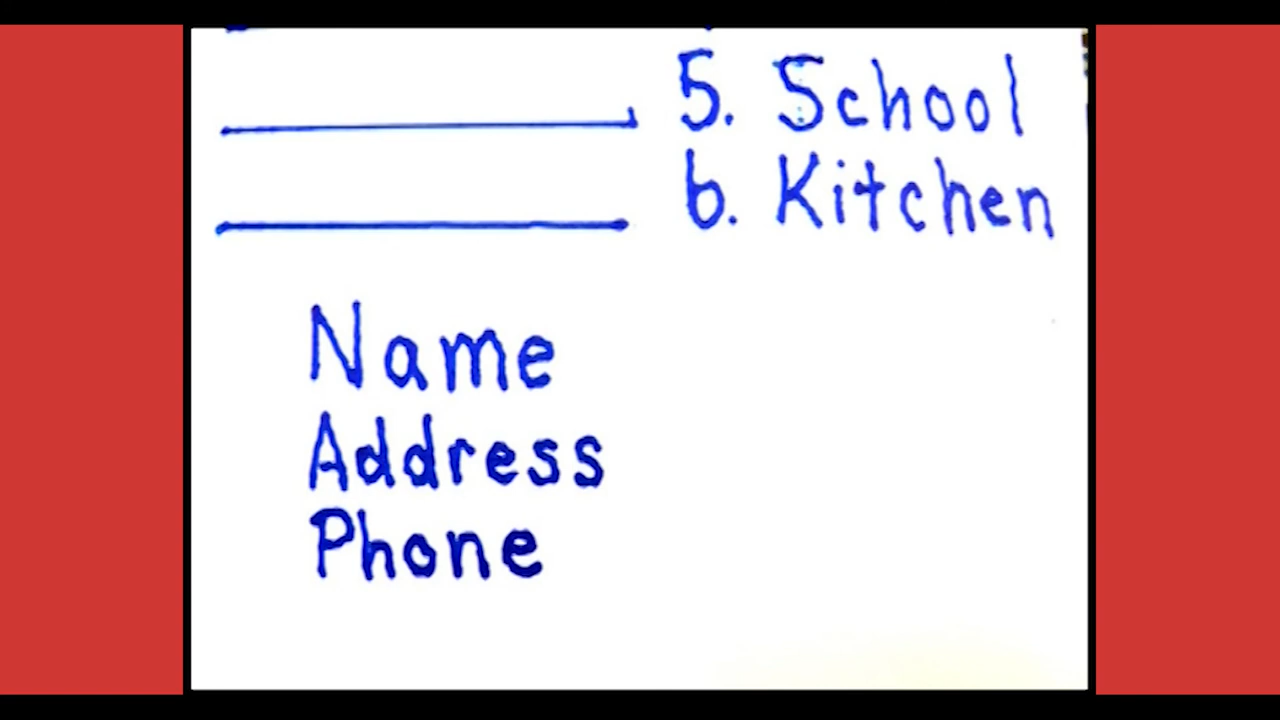 5. School
6. Kitchen
Name
Address
Phone